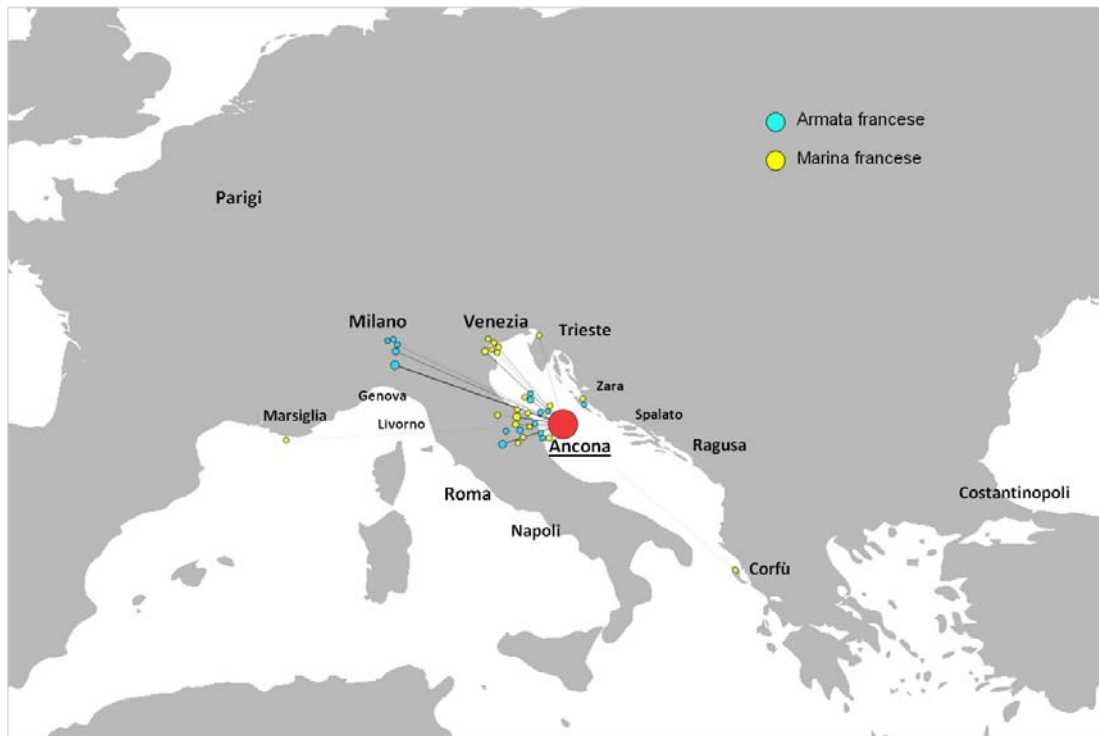 Armata francese
Marina francese
Parigi
Milano
Venezia
Trieste
Genova
Zara
Marsiglia
Livorno
Spalato
Ancona
Ragusa
Roma
Costantinopoli
Napoli
Corfù